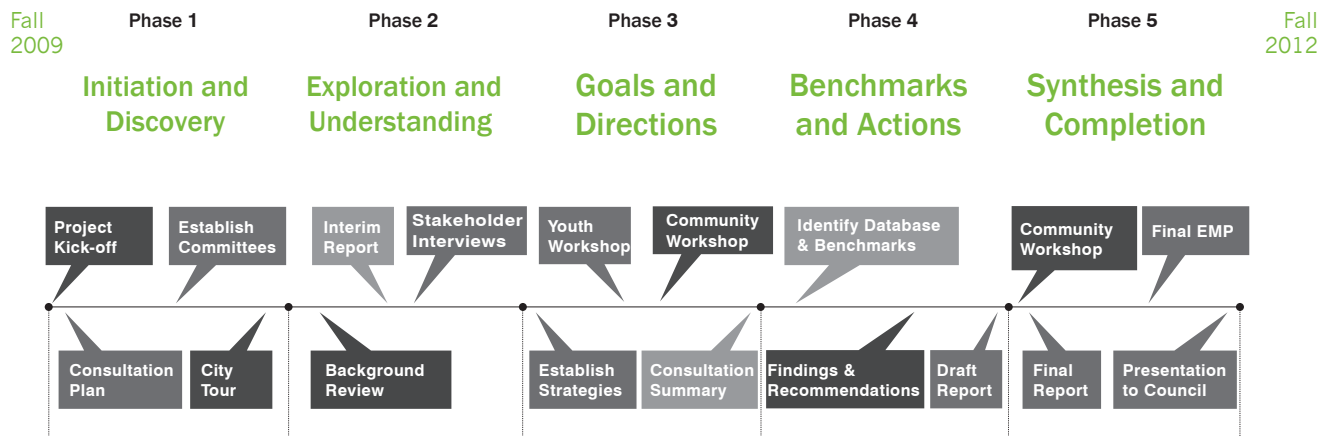 Fall
2009
Phase 1
Phase 2
Phase 3
Phase 4
Phase 5
Fall
2012
Initiation and
Discovery
Exploration and
Understanding
Goals and
Directions
Benchmarks
and Actions
Synthesis and
Completion
Project
Kick-off
Establish
Committees
Interim
Report
Stakeholder
Interviews
Youth
Workshop
Community
Workshop
Identify Database
& Benchmarks
Community
Workshop
Final EMP
Consultation
Plan
City
Tour
Background
Review
Establish
Strategies
Consultation
Summary
Findings &
Recommendations
Draft
Report
Final
Report
Presentation
to Council